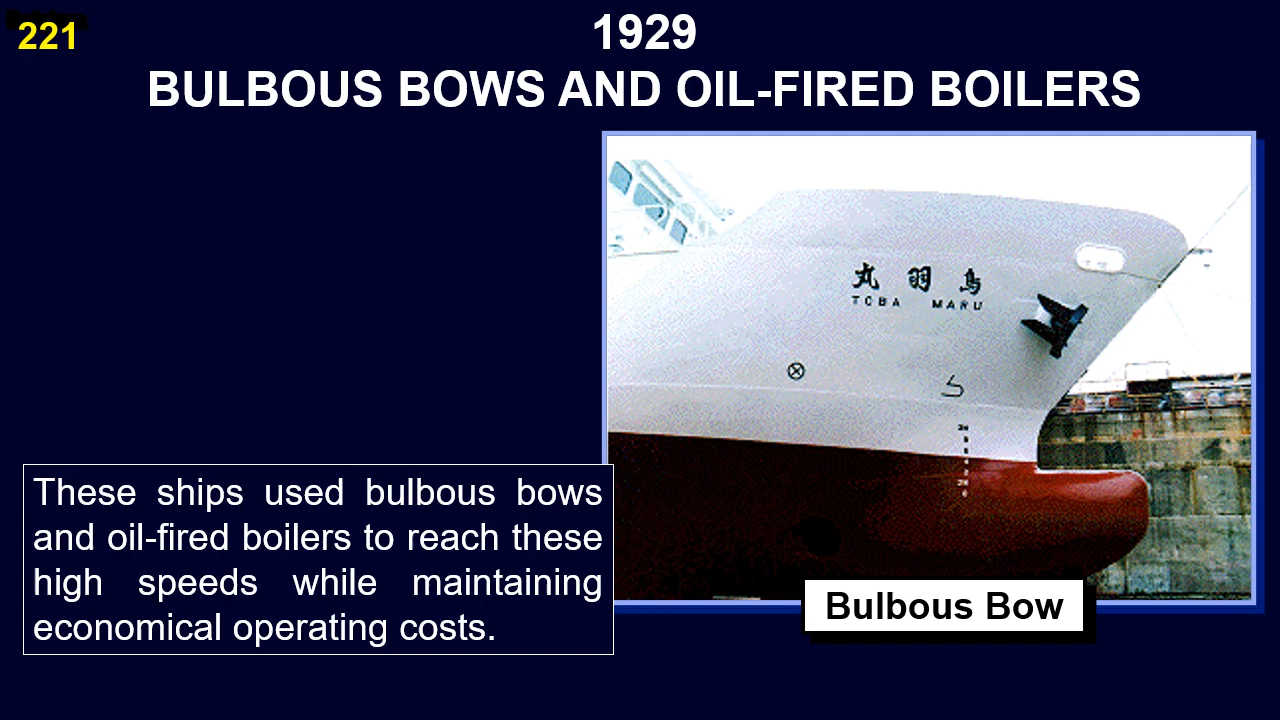 221
1929
BULBOUS BOWS AND OIL-FIRED BOILERS
丸 羽 鳥
TOBA MARU
These ships used bulbous bows
and oil-fired boilers to reach these
high speeds while maintaining
economical operating costs.
Bulbous Bow